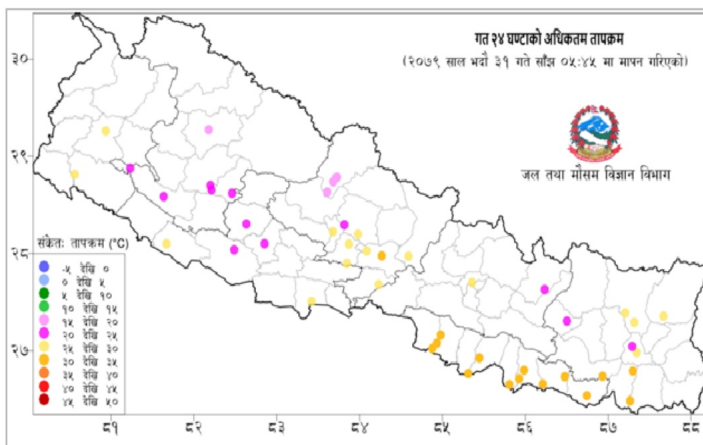 गत २४ घण्टाको अधिकतम तापक्रम
(२०७९ साल भदौ ३१ गते साँझ ०५:४५ मा मापन गरिएको)
जल तथा मौसम विज्ञान विभाग
३०
२९
२८
२७
संकेतः तापक्रम (°C)
-५ देखि ०
० देखि ५
५ देखि १०
१० देखि १५
१५ देखि २०
२० देखि २५
२५ देखि ३०
३० देखि ३५
३५ देखि ४०
४० देखि ४५
४५ देखि ५०
८१ ८२ ८३ ८४ ८५ ८६ ८७ ८८